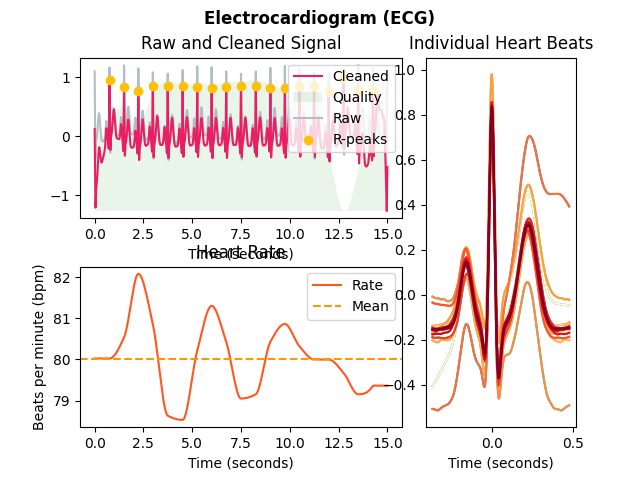 Electrocardiogram (ECG)
Raw and Cleaned Signal
Individual Heart Beats
Cleaned
Quality
Raw
R-peaks
1
0
−1
0.0 2.5 5.0 7.5 10.0 12.5 15.0
Time (seconds)
Heart Rate
Rate
Mean
Beats per minute (bpm)
82
81
80
79
0.0 2.5 5.0 7.5 10.0 12.5 15.0
Time (seconds)
1.0
0.8
0.6
0.4
0.2
0.0
−0.2
−0.4
0.0 0.5
Time (seconds)